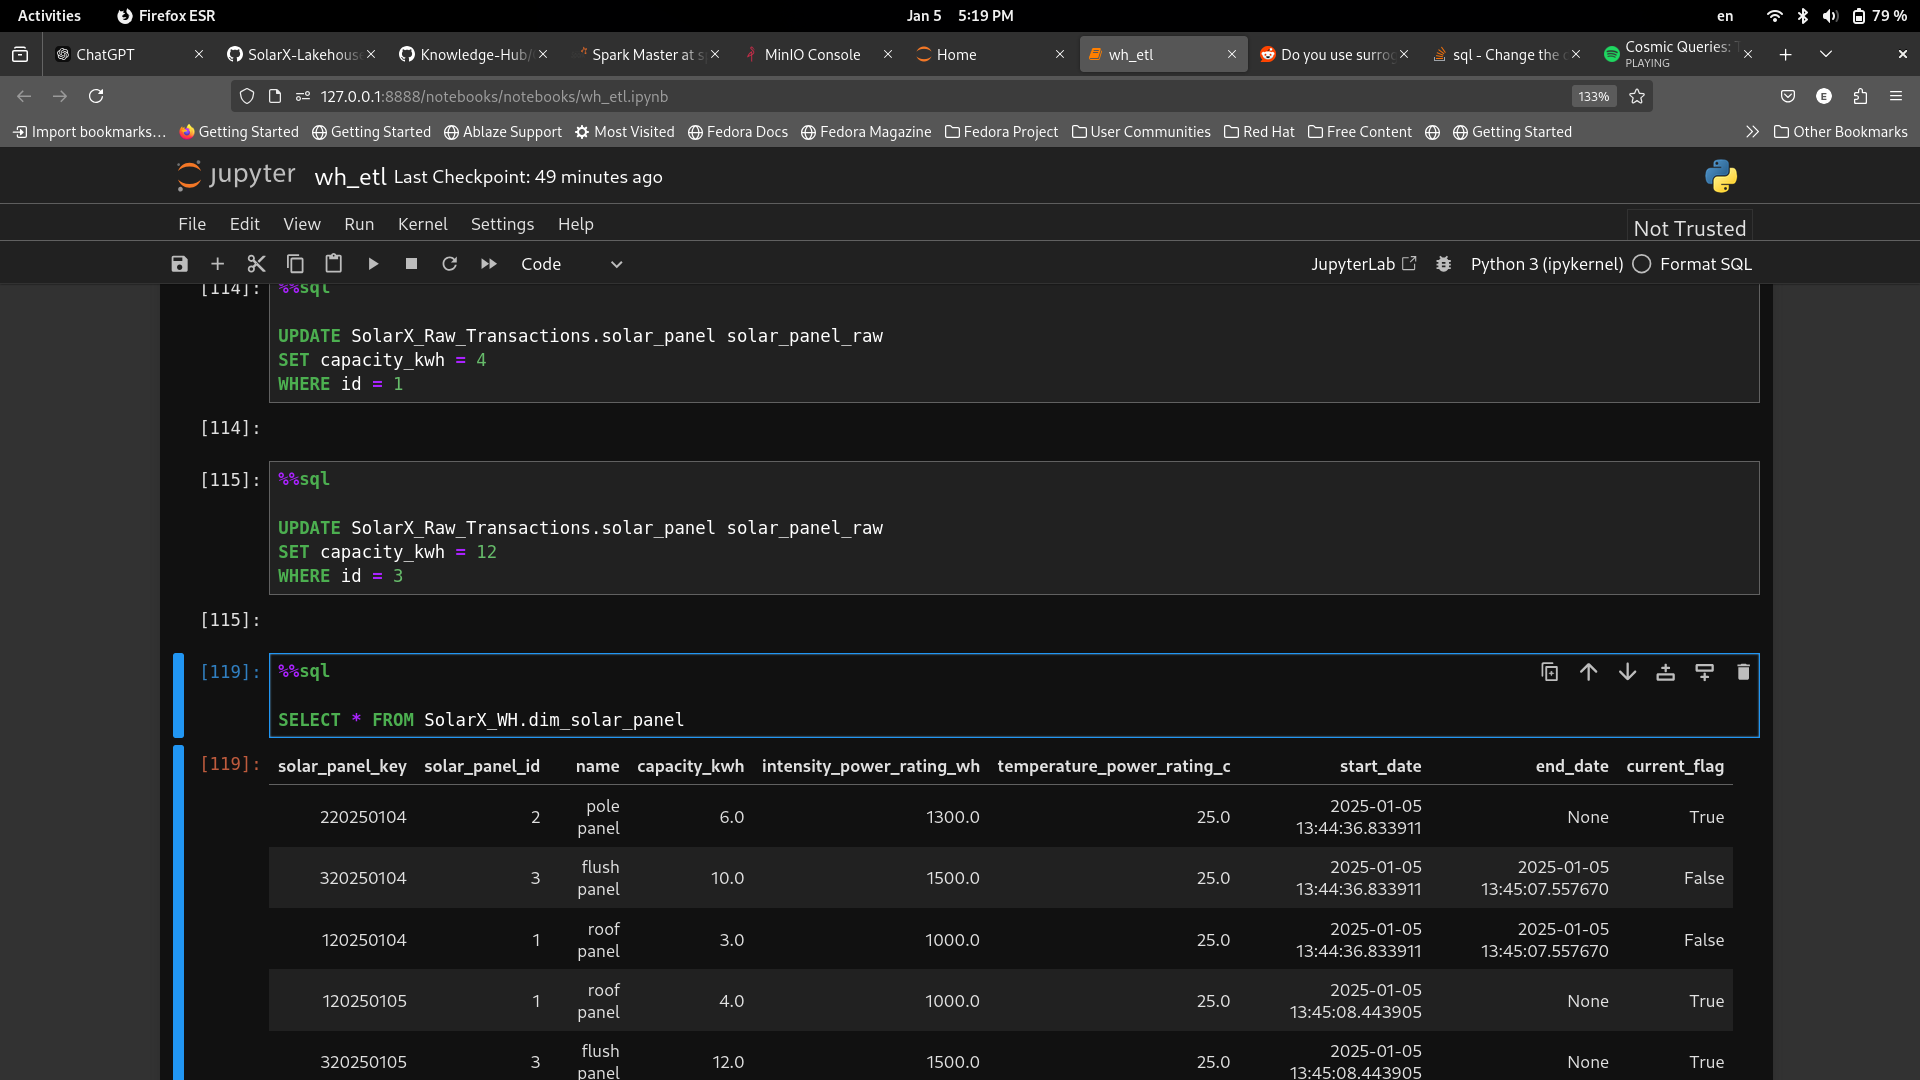 Activities Firefox ESR Jan 5 5:19 PM en 79 %
ChatGPT SolarX-Lakehouse Knowledge-Hub/ Spark Master at sp MinIO Console Home wh_etl Do you use surrog sql - Change the c Cosmic Queries: T
PLAYING
127.0.0.1:8888/notebooks/notebooks/wh_etl.ipynb 133% E
Import bookmarks... Getting Started Getting Started Ablaze Support Most Visited Fedora Docs Fedora Magazine Fedora Project User Communities Red Hat Free Content Getting Started Other Bookmarks
jupyter wh_etl Last Checkpoint: 49 minutes ago
File Edit View Run Kernel Settings Help Not Trusted
Code JupyterLab Python 3 (ipykernel) Format SQL
[114]: %%sql
UPDATE SolarX_Raw_Transactions.solar_panel solar_panel_raw
SET capacity_kwh = 4
WHERE id = 1
[114]:
[115]: %%sql
UPDATE SolarX_Raw_Transactions.solar_panel solar_panel_raw
SET capacity_kwh = 12
WHERE id = 3
[115]:
[119]: %%sql
SELECT * FROM SolarX_WH.dim_solar_panel
[119]: solar_panel_key solar_panel_id name capacity_kwh intensity_power_rating_wh temperature_power_rating_c start_date end_date current_flag
220250104 2 pole panel 6.0 1300.0 25.0 2025-01-05 13:44:36.833911 None True
320250104 3 flush panel 10.0 1500.0 25.0 2025-01-05 13:44:36.833911 2025-01-05 13:45:07.557670 False
120250104 1 roof panel 3.0 1000.0 25.0 2025-01-05 13:44:36.833911 2025-01-05 13:45:07.557670 False
120250105 1 roof panel 4.0 1000.0 25.0 2025-01-05 13:45:08.443905 None True
320250105 3 flush panel 12.0 1500.0 25.0 2025-01-05 13:45:08.443905 None True